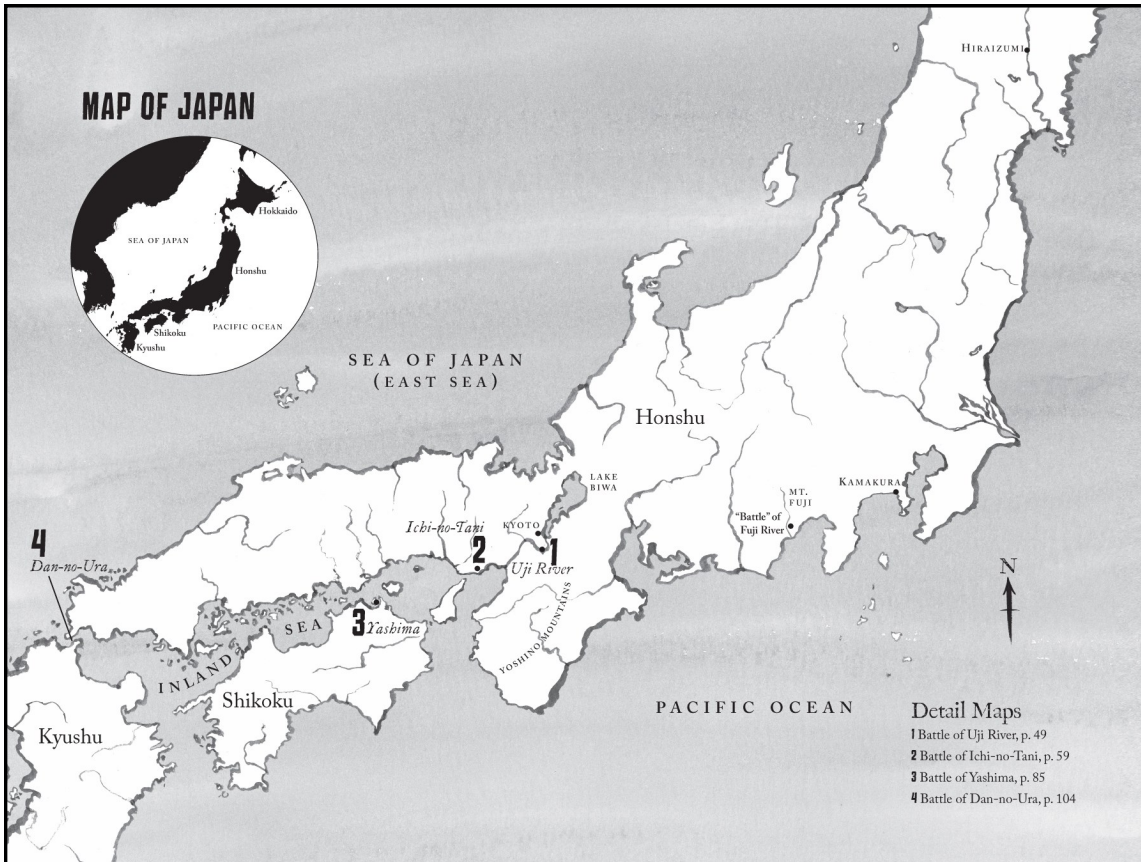 MAP OF JAPAN
Hokkaido
SEA OF JAPAN
Honshu
PACIFIC OCEAN
Shikoku
Kyushu
HIRAIZUMI
SEA OF JAPAN
(EAST SEA)
Honshu
LAKE
BIWA
KAMAKURA
MT.
FUJI
"Battle" of
Fuji River
Ichi-no-Tani
KYOTO
2
1
Uji River
4
Dan-no-Ura
3
Yashima
INLAND SEA
YOSHINO MOUNTAINS
N
Shikoku
Kyushu
PACIFIC OCEAN
Detail Maps
1 Battle of Uji River, p. 49
2 Battle of Ichi-no-Tani, p. 59
3 Battle of Yashima, p. 85
4 Battle of Dan-no-Ura, p. 104